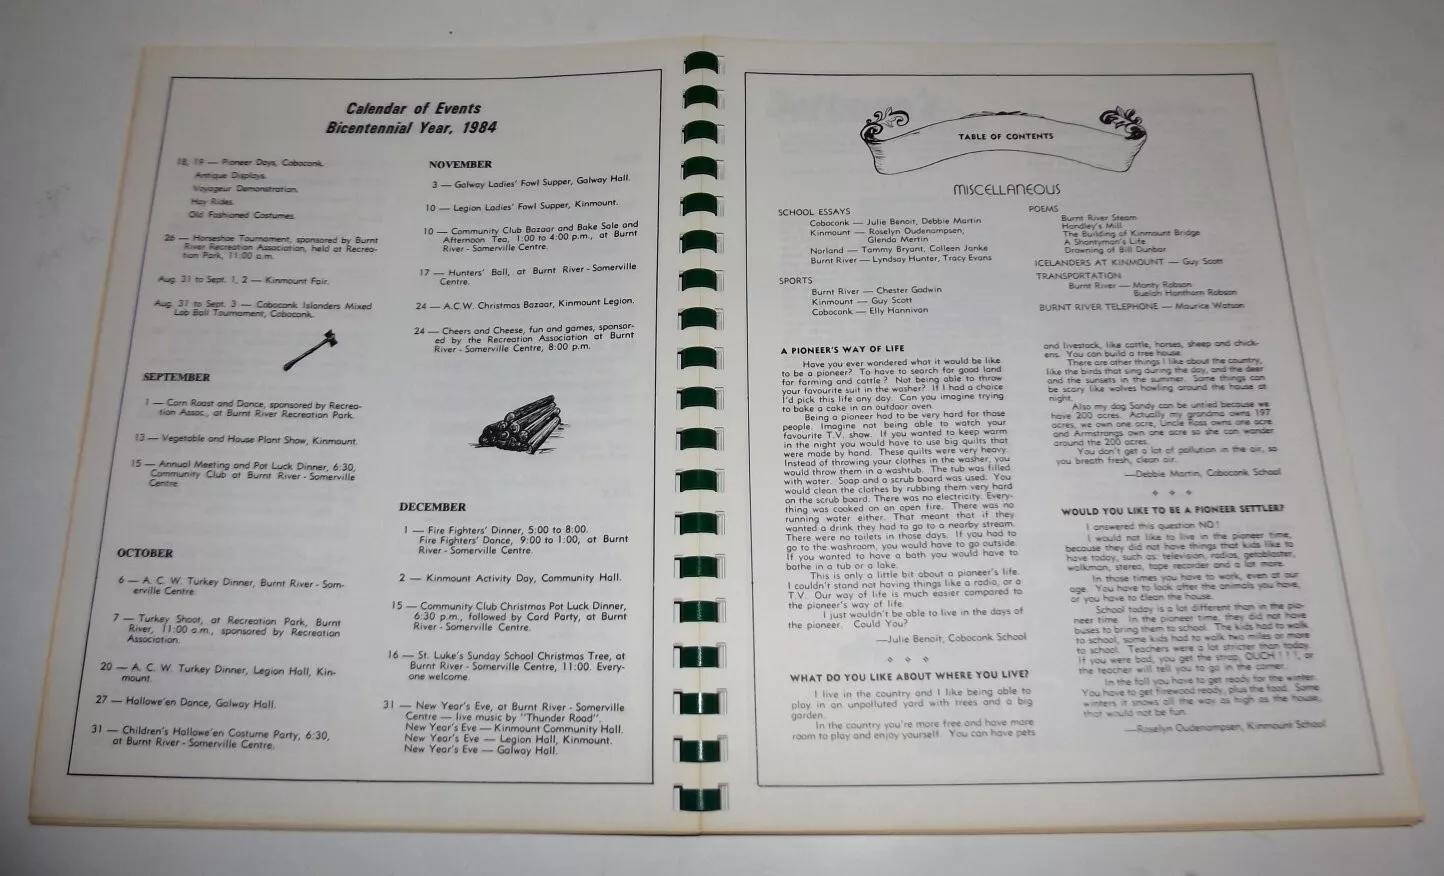 Calendar of Events
Bicentennial Year, 1984
18, 19 — Pioneer Days, Coboconk.
Antique Displays.
Voyageur Demonstration.
Hay Rides.
Old Fashioned Costumes.
26 — Horseshoe Tournament, sponsored by Burnt
River Recreation Association, held at Recrea-
tion Park, 11:00 a.m.
Aug. 31 to Sept. 1, 2 — Kinmount Fair.
Aug. 31 to Sept. 3 — Coboconk Islanders Mixed
Lob Ball Tournament, Coboconk.
SEPTEMBER
1 — Corn Roast and Dance, sponsored by Recrea-
tion Assoc., at Burnt River Recreation Park.
13 — Vegetable and House Plant Show, Kinmount.
15 — Annual Meeting and Pot Luck Dinner, 6:30,
Community Club at Burnt River - Somerville
Centre.
OCTOBER
6 — A. C. W. Turkey Dinner, Burnt River - Som-
erville Centre
7 — Turkey Shoot, at Recreation Park, Burnt
River, 11:00 a.m., sponsored by Recreation
Association.
20 — A. C. W. Turkey Dinner, Legion Hall, Kin-
mount.
27 — Hallowe'en Dance, Galway Hall.
31 — Children's Hallowe'en Costume Party, 6:30,
at Burnt River - Somerville Centre.
NOVEMBER
3 — Galway Ladies' Fowl Supper, Galway Hall.
10 — Legion Ladies' Fowl Supper, Kinmount.
10 — Community Club Bazaar and Bake Sale and
Afternoon Tea, 1:00 to 4:00 p.m., at Burnt
River - Somerville Centre.
17 — Hunters' Ball, at Burnt River - Somerville
Centre.
24 — A.C.W. Christmas Bazaar, Kinmount Legion.
24 — Cheers and Cheese, fun and games, sponsor-
ed by the Recreation Association at Burnt
River - Somerville Centre, 8:00 p.m.
DECEMBER
1 — Fire Fighters' Dinner, 5:00 to 8:00.
Fire Fighters' Dance, 9:00 to 1:00, at Burnt
River - Somerville Centre.
2 — Kinmount Activity Day, Community Hall.
15 — Community Club Christmas Pot Luck Dinner,
6:30 p.m., followed by Card Party, at Burnt
River - Somerville Centre.
16 — St. Luke's Sunday School Christmas Tree, at
Burnt River - Somerville Centre, 11:00. Every-
one welcome.
31 — New Year's Eve, at Burnt River - Somerville
Centre — live music by "Thunder Road".
New Year's Eve — Kinmount Community Hall.
New Year's Eve — Legion Hall, Kinmount.
New Year's Eve — Galway Hall.
TABLE OF CONTENTS
MISCELLANEOUS
SCHOOL ESSAYS
Coboconk — Julie Benoit, Debbie Martin
Kinmount — Roselyn Oudenampsen,
Glenda Mertin
Norland — Tammy Bryant, Colleen Janke
Burnt River — Lyndsay Hunter, Tracy Evans
SPORTS
Burnt River — Chester Godwin
Kinmount — Guy Scott
Coboconk — Elly Hannivan
POEMS
Burnt River Steam
Handley's Mill
The Building of Kinmount Bridge
A Shantyman's Life
Drowning of Bill Dunbar
ICELANDERS AT KINMOUNT — Guy Scott
TRANSPORTATION
Burnt River — Monty Robson
Buelah Hanthorn Robson
BURNT RIVER TELEPHONE — Maurice Watson
A PIONEER'S WAY OF LIFE
Have you ever wondered what it would be like
to be a pioneer? To have to search for good land
for farming and cattle? Not being able to throw
your favourite suit in the washer? If I had a choice
I'd pick this life any day. Can you imagine trying
to bake a cake in an outdoor oven.
Being a pioneer had to be very hard for those
people. Imagine not being able to watch your
favourite T.V. show. If you wanted to keep warm
in the night you would have to use big quilts that
were made by hand. These quilts were very heavy.
Instead of throwing your clothes in the washer, you
would throw them in a washtub. The tub was filled
with water. Soap and a scrub board was used. You
would clean the clothes by rubbing them very hard
on the scrub board. There was no electricity. Every-
thing was cooked on an open fire. There was no
running water either. That meant that if they
wanted a drink they had to go to a nearby stream.
There were no toilets in those days. If you had to
go to the washroom, you would have to go outside.
If you wanted to have a bath you would have to
bathe in a tub or a lake.
This is only a little bit about a pioneer's life.
I couldn't stand not having things like a radio, or a
T.V. Our way of life is much easier compared to
the pioneer's way of life.
I just wouldn't be able to live in the days of
the pioneer. Could You?
—Julie Benoit, Coboconk School
WHAT DO YOU LIKE ABOUT WHERE YOU LIVE?
I live in the country and I like being able to
play in an unpolluted yard with trees and a big
garden.
In the country you're more free and have more
room to play and enjoy yourself. You can have pets
and livestock, like cattle, horses, sheep and chick-
ens. You can build a tree house.
There are other things I like about the country,
like the birds that sing during the day, and the deer
and the sunsets in the summer. Some things can
be scary like wolves howling around the house at
night.
Also my dog Sandy can be untied because we
have 200 acres. Actually my grandma owns 197
acres, we own one acre, Uncle Ross owns one acre
and Armstrongs own one acre so she can wander
around the 200 acres.
You don't get a lot of pollution in the air, so
you breath fresh, clean air.
—Debbie Martin, Coboconk School
WOULD YOU LIKE TO BE A PIONEER SETTLER?
I answered this question NO!
I would not like to live in the pioneer time,
because they did not have things that kids like to
have today, such as: television, radios, getoblaster,
walkman, stereo, tape recorder and a lot more.
In those times you have to work, even at our
age. You have to look after the animals you have,
or you have to clean the house.
School today is a lot different than in the pio-
neer time. In the pioneer time, they did not have
buses to bring them to school. The kids had to walk
to school, some kids had to walk two miles or more
to school. Teachers were a lot stricter than today.
If you were bad, you get the strap, OUCH!!!, or
the teacher will tell you to go in the corner.
In the fall you have to get ready for the winter.
You have to get firewood ready, plus the food. Some
winters it snows all the way as high as the house,
that would not be fun.
—Roselyn Oudenampsen, Kinmount School